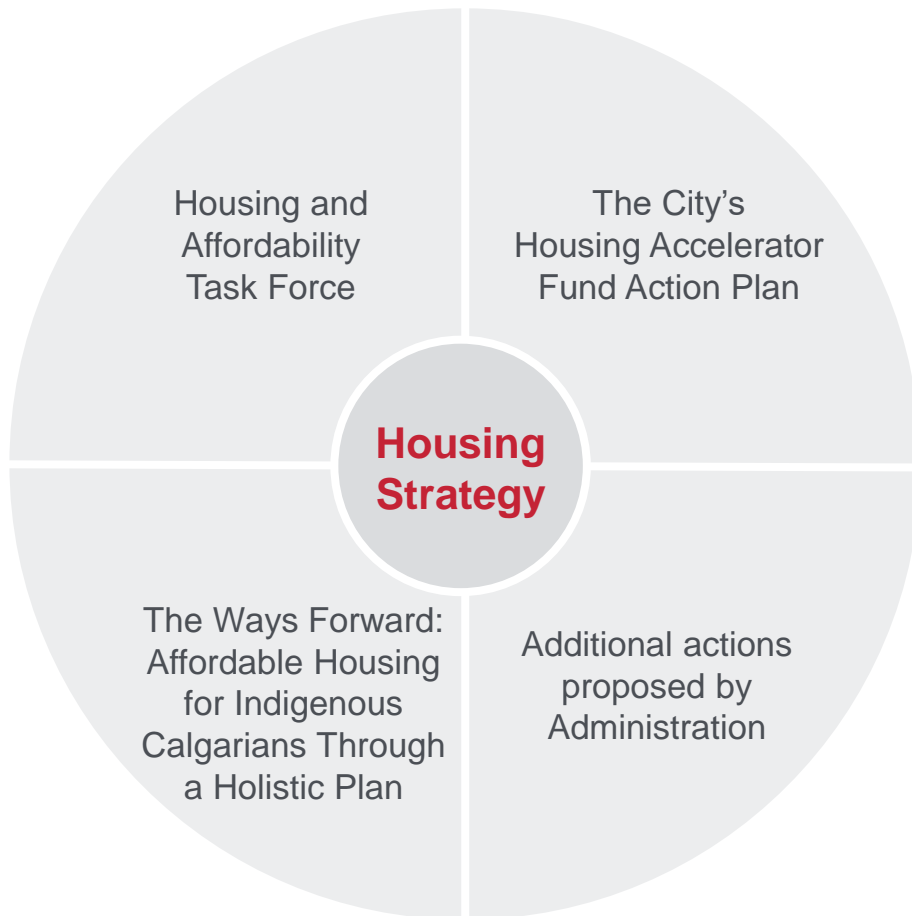 Housing and
Affordability
Task Force
The City’s
Housing Accelerator
Fund Action Plan
Housing
Strategy
The Ways Forward:
Affordable Housing
for Indigenous
Calgarians Through
a Holistic Plan
Additional actions
proposed by
Administration